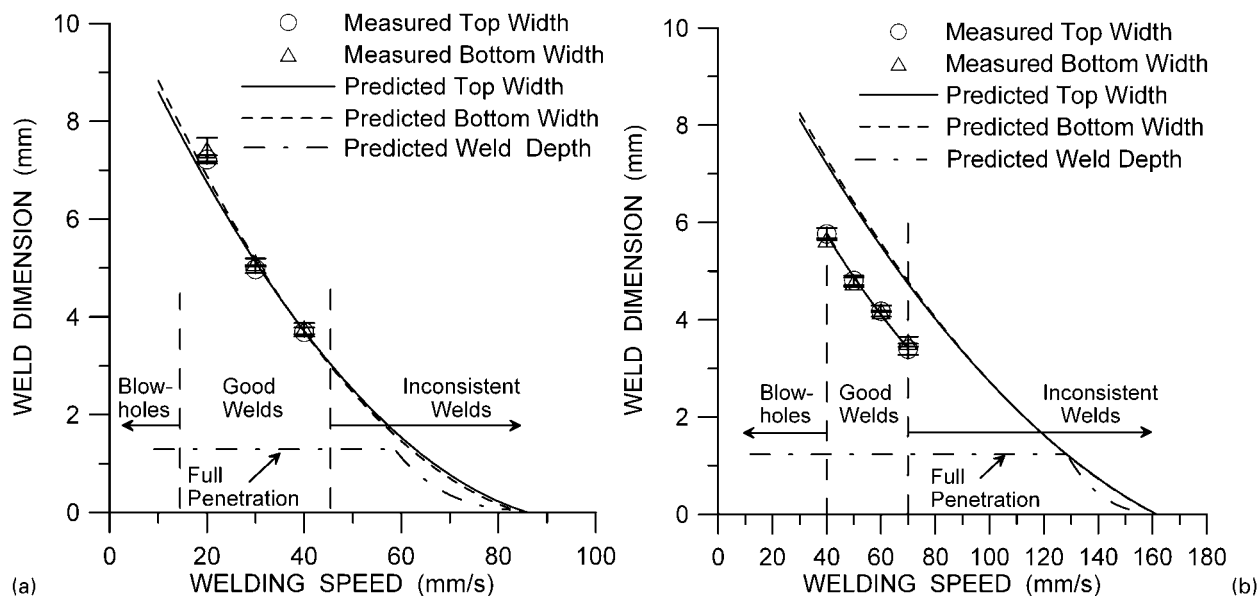 Measured Top Width
Measured Bottom Width
Predicted Top Width
Predicted Bottom Width
Predicted Weld Depth
WELD DIMENSION (mm)
10
8
6
4
2
0
Blow-
holes
Good
Welds
Inconsistent
Welds
Full
Penetration
0 20 40 60 80 100
WELDING SPEED (mm/s)
(a)
Measured Top Width
Measured Bottom Width
Predicted Top Width
Predicted Bottom Width
Predicted Weld Depth
WELD DIMENSION (mm)
10
8
6
4
2
0
Blow-
holes
Good
Welds
Inconsistent
Welds
Full
Penetration
0 20 40 60 80 100 120 140 160 180
WELDING SPEED (mm/s)
(b)